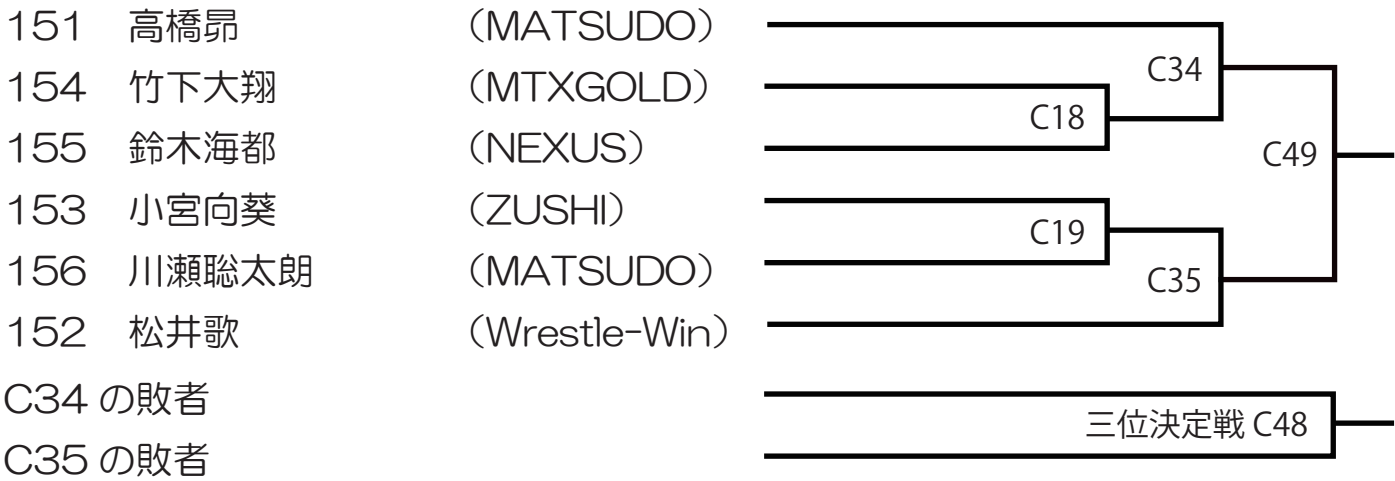 151 高橋昴 （MATSUDO）
C34
154 竹下大翔 （MTXGOLD）
C18
155 鈴木海都 （NEXUS）
C49
153 小宮向葵 （ZUSHI）
C19
156 川瀬聡太朗 （MATSUDO）
C35
152 松井歌 （Wrestle-Win）
C34 の敗者
三位決定戦 C48
C35 の敗者